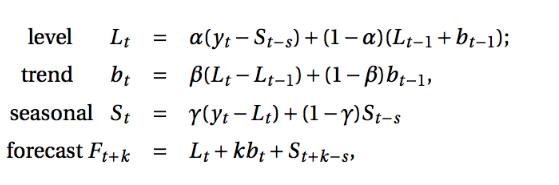 level L_t = α(y_t − S_{t−s}) + (1 − α)(L_{t−1} + b_{t−1});
trend b_t = β(L_t − L_{t−1}) + (1 − β)b_{t−1},
seasonal S_t = γ(y_t − L_t) + (1 − γ)S_{t−s}
forecast F_{t+k} = L_t + kb_t + S_{t+k−s},